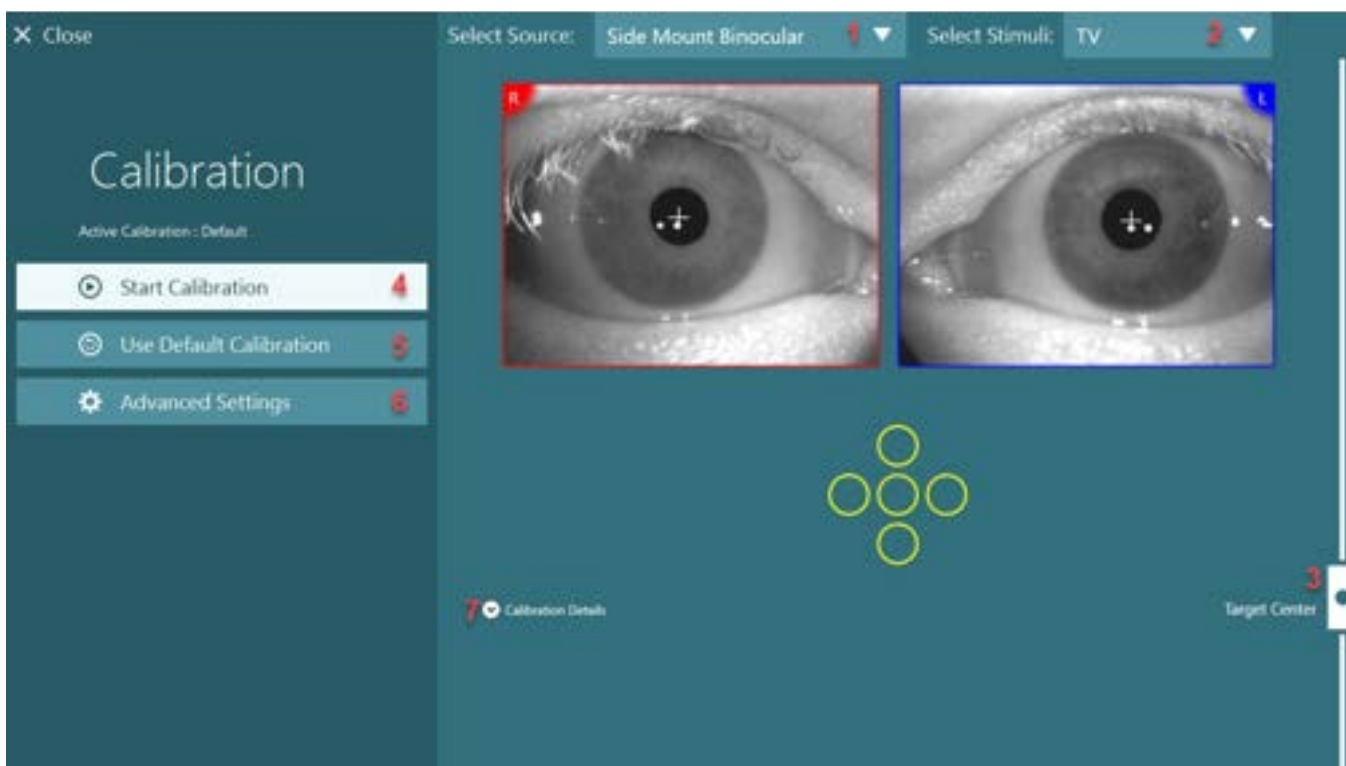 Close
Select Source: Side Mount Binocular 1 Select Stimuli: TV 2
R
L
Calibration
Active Calibration : Default
Start Calibration 4
Use Default Calibration 5
Advanced Settings 6
3
7 Calibration Details
Target Center